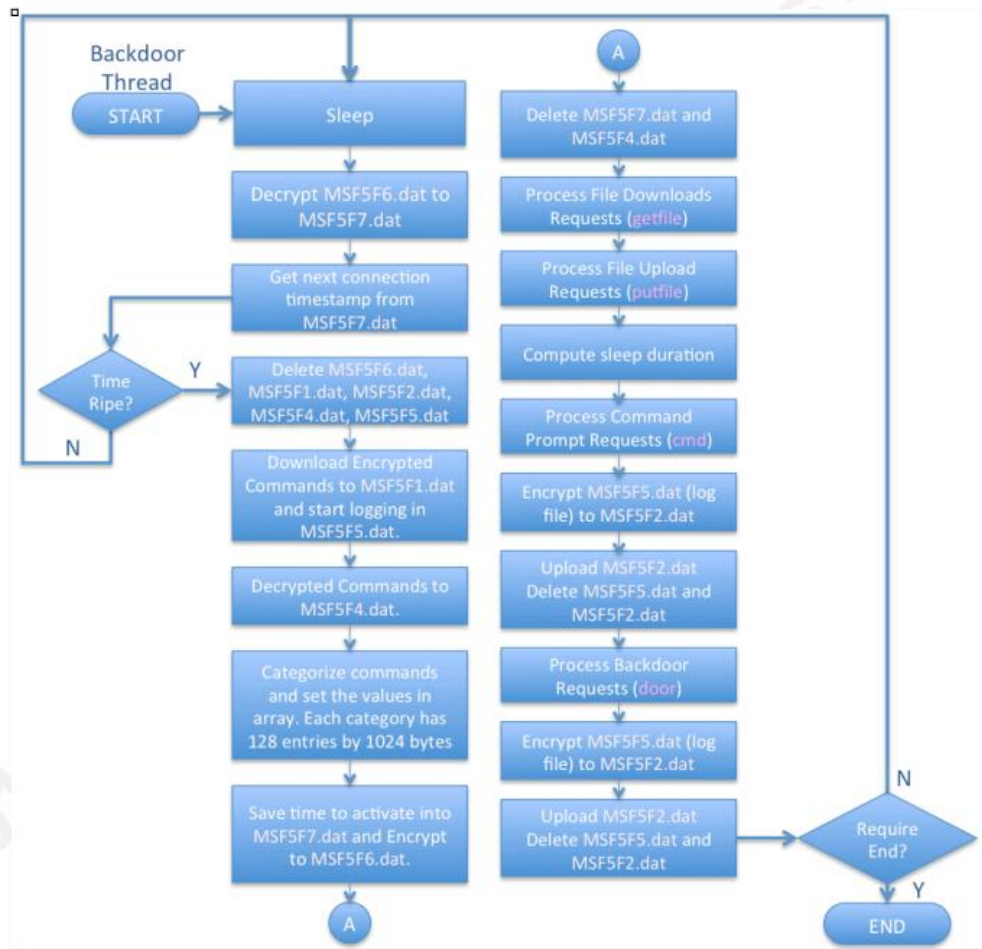 Backdoor
Thread
START
Sleep
Decrypt MSF5F6.dat to
MSF5F7.dat
Get next connection
timestamp from
MSF5F7.dat
Time
Ripe?
Y
N
Delete MSF5F6.dat,
MSF5F1.dat, MSF5F2.dat,
MSF5F4.dat, MSF5F5.dat
Download Encrypted
Commands to MSF5F1.dat
and start logging in
MSF5F5.dat.
Decrypted Commands to
MSF5F4.dat.
Categorize commands
and set the values in
array. Each category has
128 entries by 1024 bytes
Save time to activate into
MSF5F7.dat and Encrypt
to MSF5F6.dat.
A
A
Delete MSF5F7.dat and
MSF5F4.dat
Process File Downloads
Requests (getfile)
Process File Upload
Requests (putfile)
Compute sleep duration
Process Command
Prompt Requests (cmd)
Encrypt MSF5F5.dat (log
file) to MSF5F2.dat
Upload MSF5F2.dat
Delete MSF5F5.dat and
MSF5F2.dat
Process Backdoor
Requests (door)
Encrypt MSF5F5.dat (log
file) to MSF5F2.dat
Upload MSF5F2.dat
Delete MSF5F5.dat and
MSF5F2.dat
N
Require
End?
Y
END